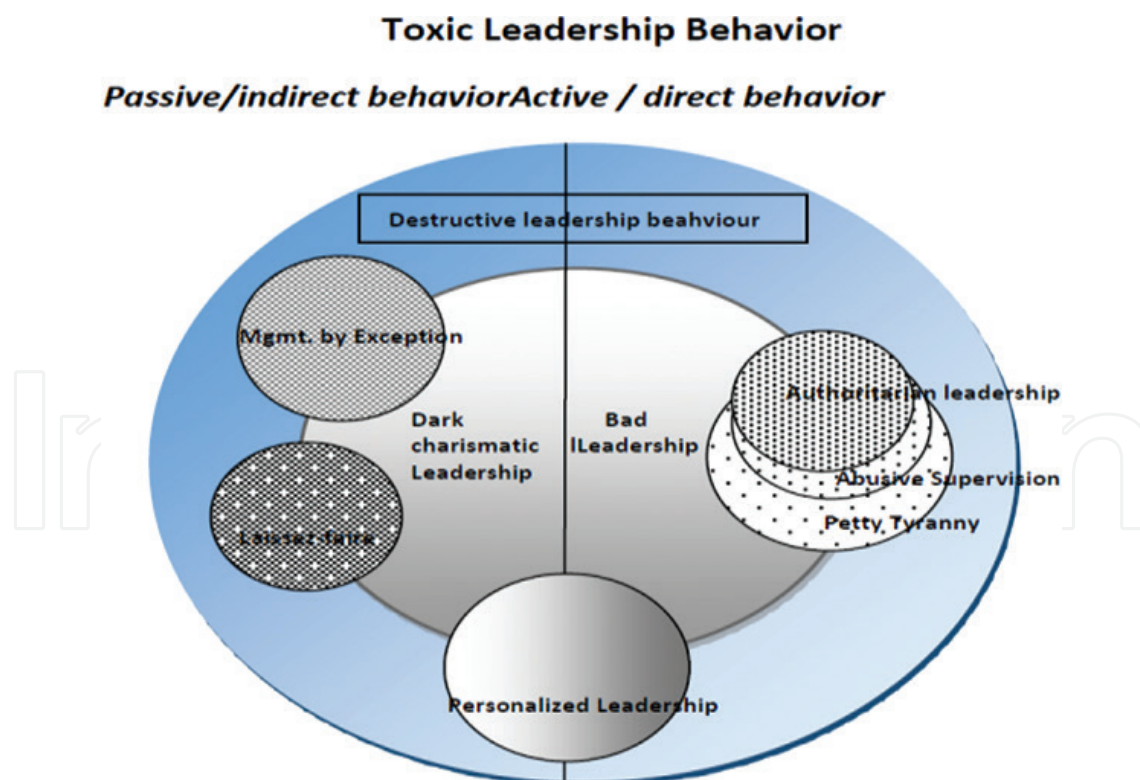 Toxic Leadership Behavior
Passive/indirect behaviorActive / direct behavior
Destructive leadership beahviour
Mgmt. by Exception
Authoritarian leadership
Dark
charismatic
Leadership
Bad
lLeadership
Abusive Supervision
Petty Tyranny
Laissez-faire
Personalized Leadership